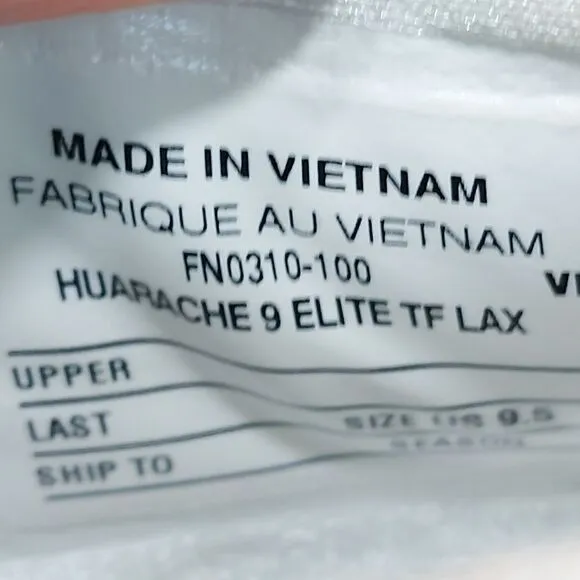 MADE IN VIETNAM
FABRIQUE AU VIETNAM
FN0310-100
HUARACHE 9 ELITE TF LAX
UPPER
LAST
SIZE US 9.5
SHIP TO
SEASON